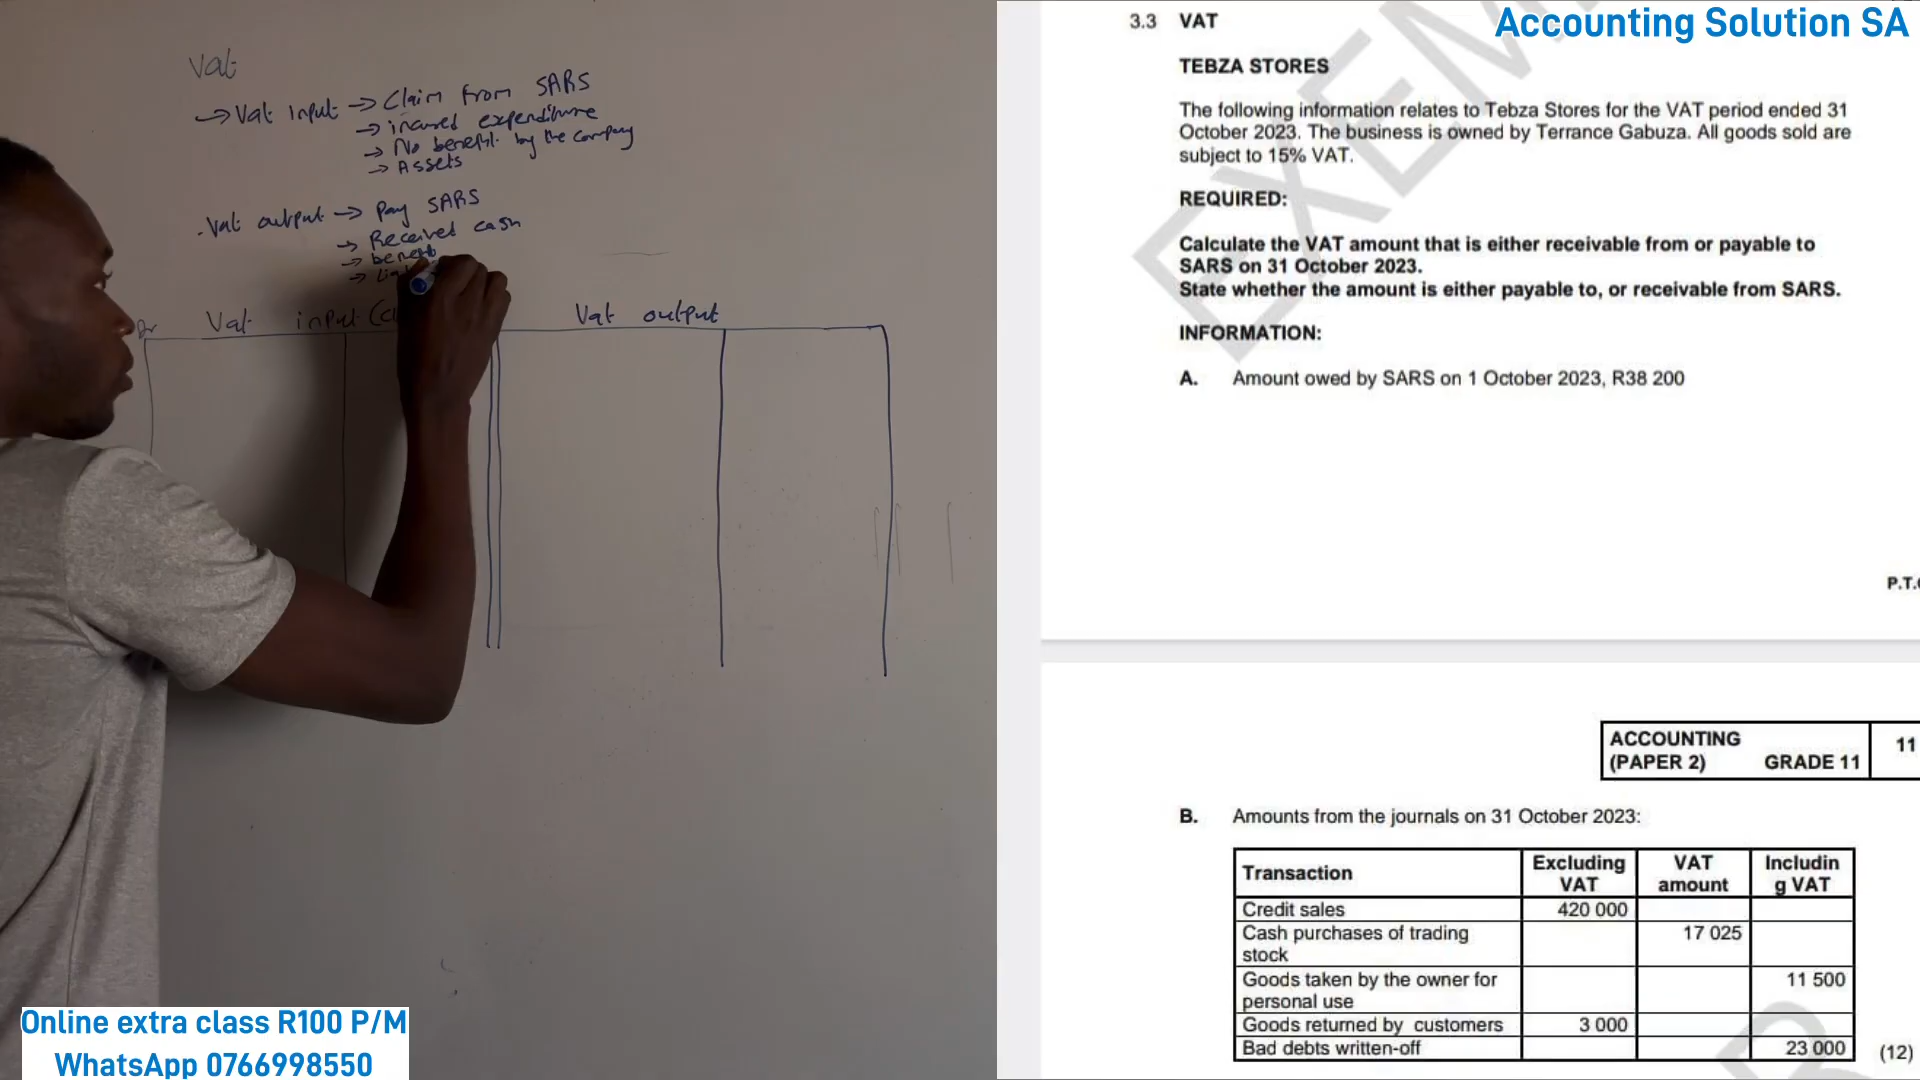 Vat
→ Vat input → Claim from SARS
→ incured expenditure
→ No benefit by the company
→ Assets
Vat output → Pay SARS
→ Received cash
→ benefit
Dr Vat input
Vat output
Online extra class R100 P/M
WhatsApp 0766998550
Accounting Solution SA
3.3 VAT
TEBZA STORES
The following information relates to Tebza Stores for the VAT period ended 31
October 2023. The business is owned by Terrance Gabuza. All goods sold are
subject to 15% VAT.
REQUIRED:
Calculate the VAT amount that is either receivable from or payable to
SARS on 31 October 2023.
State whether the amount is either payable to, or receivable from SARS.
INFORMATION:
A. Amount owed by SARS on 1 October 2023, R38 200
ACCOUNTING 11
(PAPER 2) GRADE 11
B. Amounts from the journals on 31 October 2023:
Transaction Excluding VAT VAT amount Includin g VAT
Credit sales 420 000
Cash purchases of trading 17 025
stock
Goods taken by the owner for 11 500
personal use
Goods returned by customers 3 000
Bad debts written-off 23 000 (12)